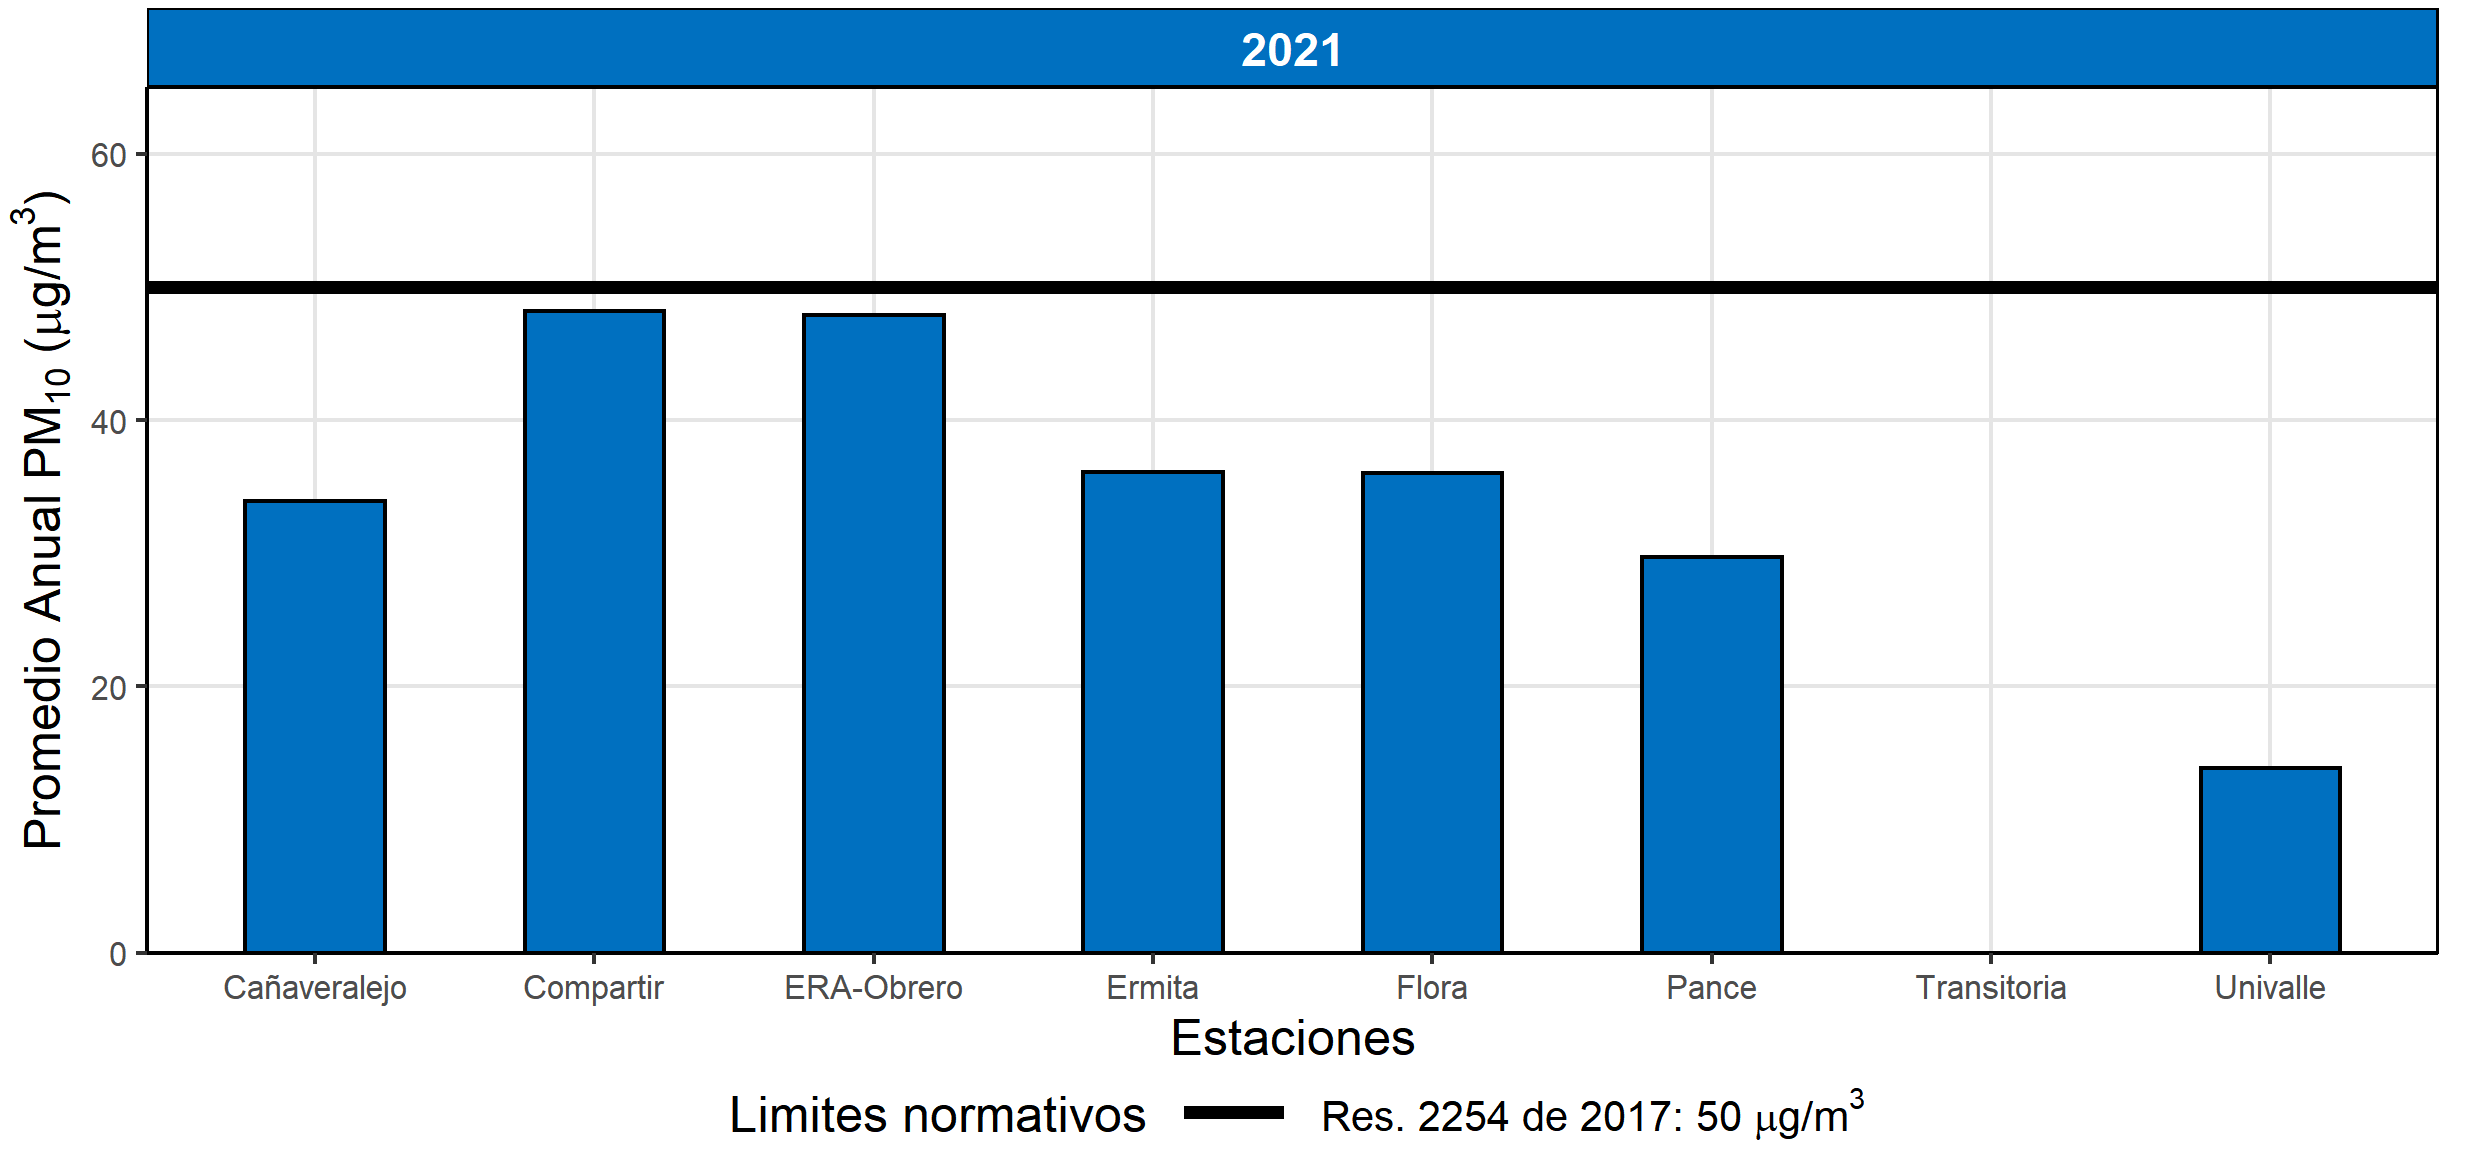 2021
Promedio Anual PM₁₀ (μg/m³)
60
40
20
0
Cañaveralejo
Compartir
ERA-Obrero
Ermita
Flora
Pance
Transitoria
Univalle
Estaciones
Limites normativos
Res. 2254 de 2017: 50 μg/m³